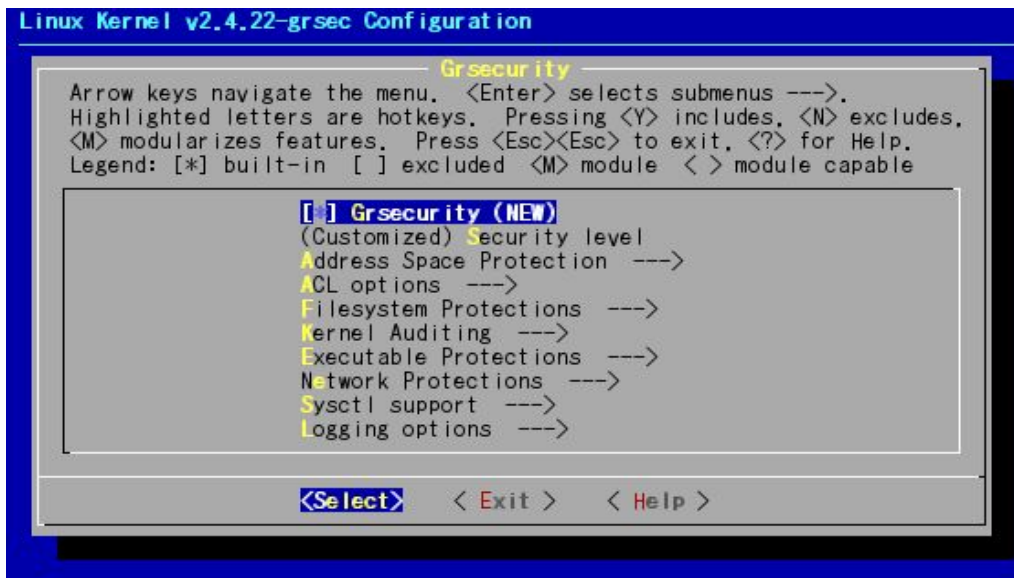 Linux Kernel v2.4.22-grsec Configuration
Grsecurity
Arrow keys navigate the menu. <Enter> selects submenus --->.
Highlighted letters are hotkeys. Pressing <Y> includes, <N> excludes,
<M> modularizes features. Press <Esc><Esc> to exit, <?> for Help.
Legend: [*] built-in [ ] excluded <M> module < > module capable
[*] Grsecurity (NEW)
(Customized) Security level
Address Space Protection --->
ACL options --->
Filesystem Protections --->
Kernel Auditing --->
Executable Protections --->
Network Protections --->
Sysctl support --->
Logging options --->
<Select> < Exit > < Help >